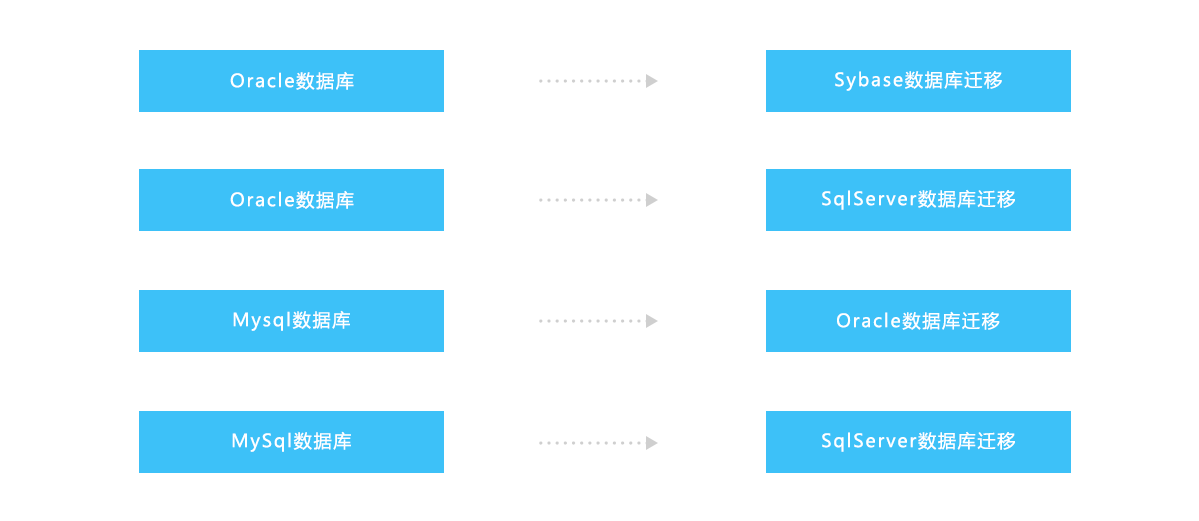 Oracle数据库
Sybase数据库迁移
Oracle数据库
SqlServer数据库迁移
Mysql数据库
Oracle数据库迁移
MySql数据库
SqlServer数据库迁移